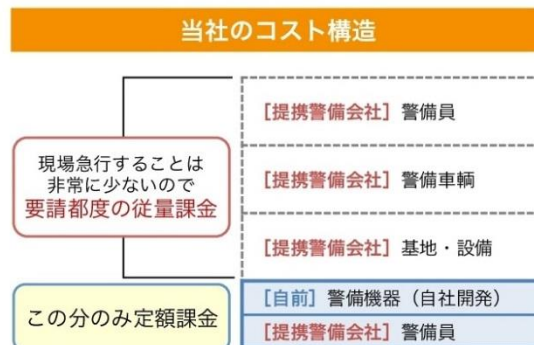 当社のコスト構造
[提携警備会社] 警備員
現場急行することは
非常に少ないので
要請都度の従量課金
[提携警備会社] 警備車輌
[提携警備会社] 基地・設備
この分のみ定額課金
[自前] 警備機器（自社開発）
[提携警備会社] 警備員